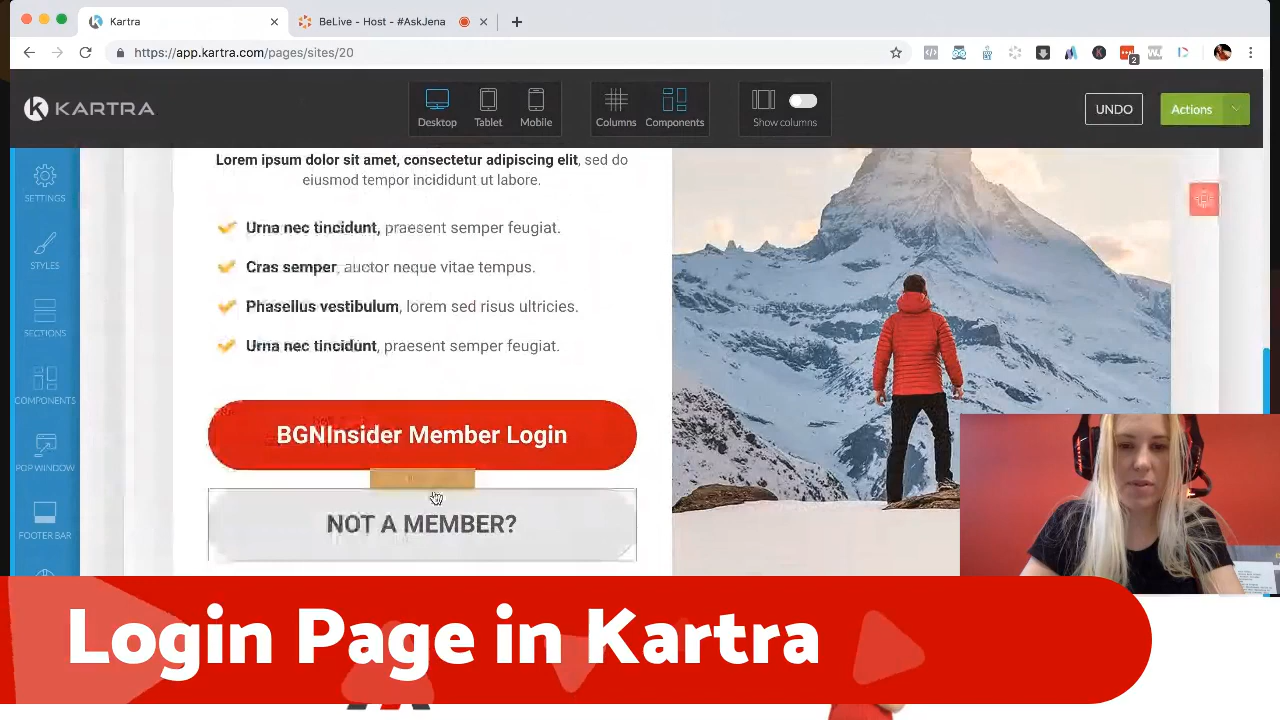 Kartra
BeLive - Host - #AskJena
https://app.kartra.com/pages/sites/20
2
KARTRA
Desktop
Tablet
Mobile
Columns
Components
Show columns
UNDO
Actions
SETTINGS
STYLES
SECTIONS
COMPONENTS
POP WINDOW
FOOTER BAR
Lorem ipsum dolor sit amet, consectetur adipiscing elit, sed do
eiusmod tempor incididunt ut labore.
Urna nec tincidunt, praesent semper feugiat.
Cras semper, auctor neque vitae tempus.
Phasellus vestibulum, lorem sed risus ultricies.
Urna nec tincidunt, praesent semper feugiat.
BGNInsider Member Login
NOT A MEMBER?
Login Page in Kartra